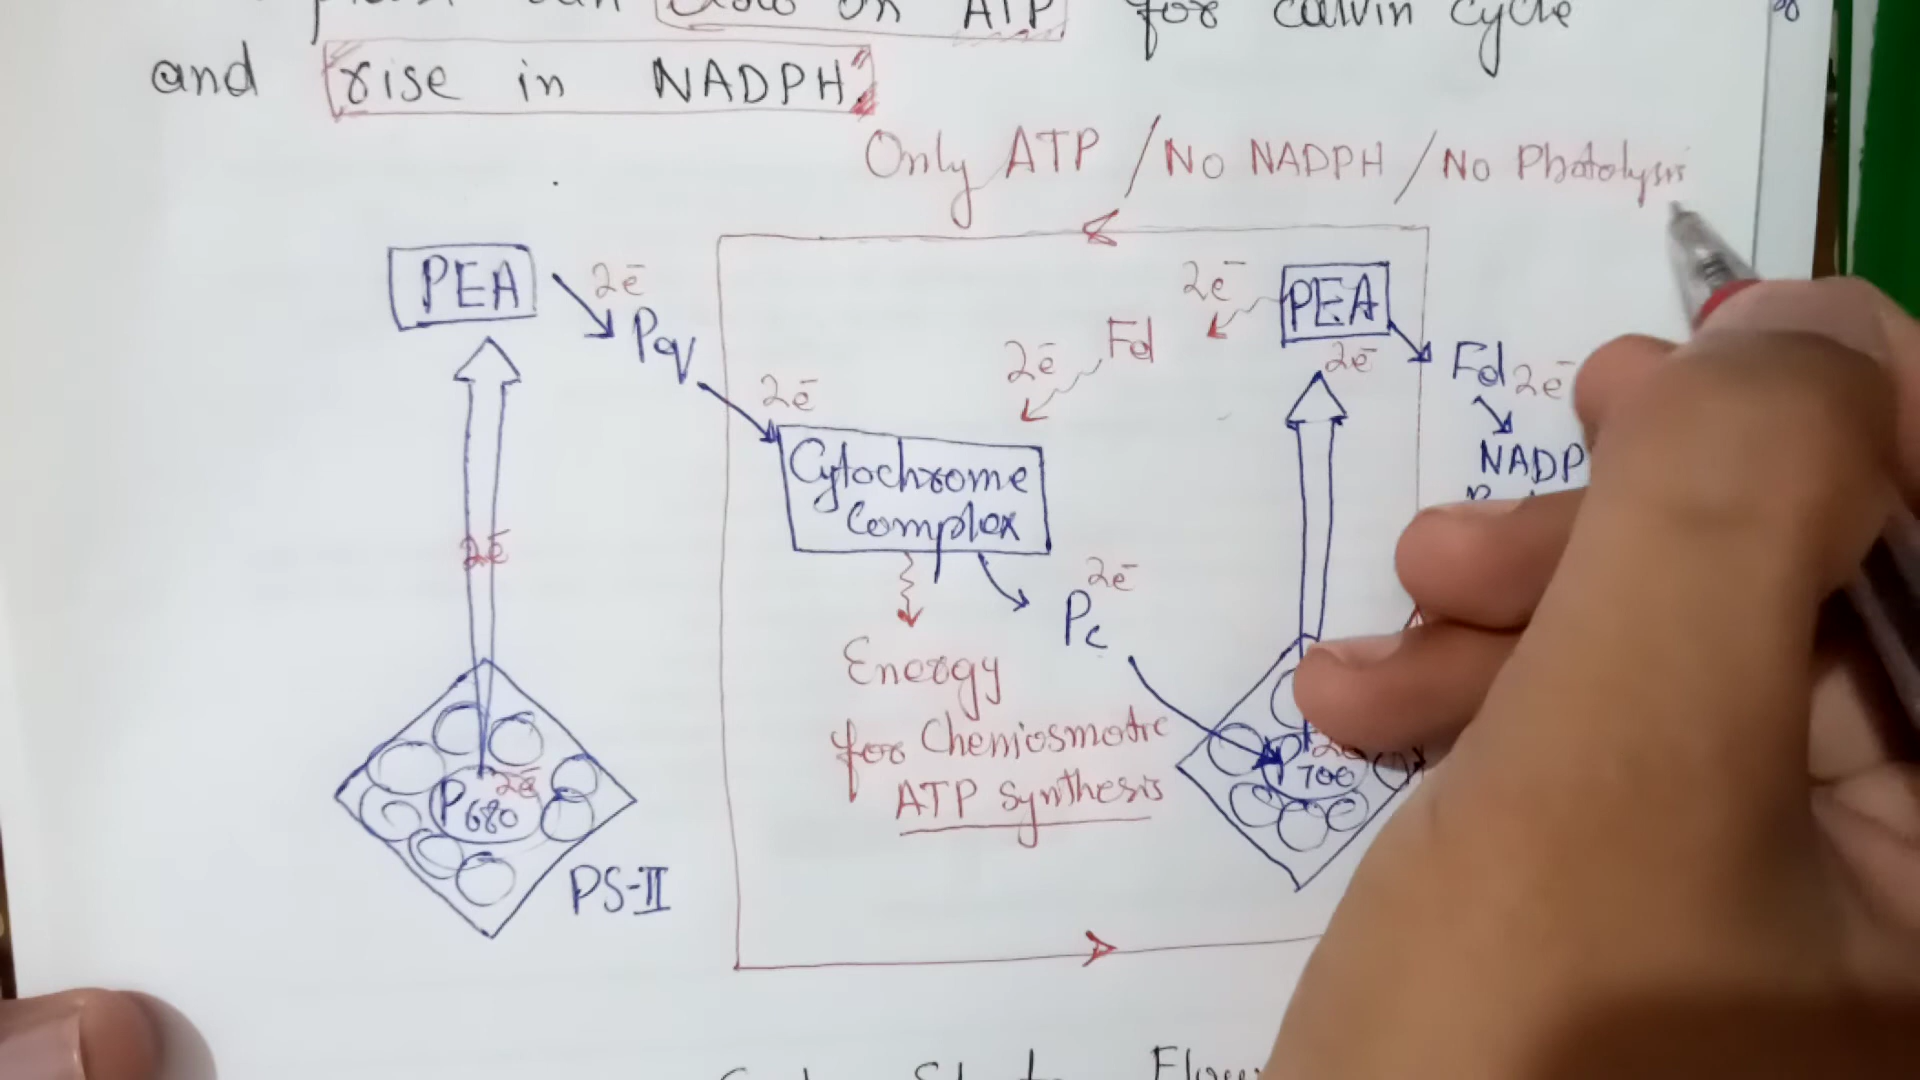 on ATP for Calvin cycle
and rise in NADPH.
Only ATP / No NADPH / No Photolysis
PEA
2e⁻
Pq
2e⁻
Cytochrome
Complex
2e⁻
Fd
2e⁻
PEA
2e⁻
Fd 2e⁻
NADP
2e⁻
Pc
2e⁻
Energy
for Chemiosmotic
ATP Synthesis
P680
2e⁻
PS-II
P700